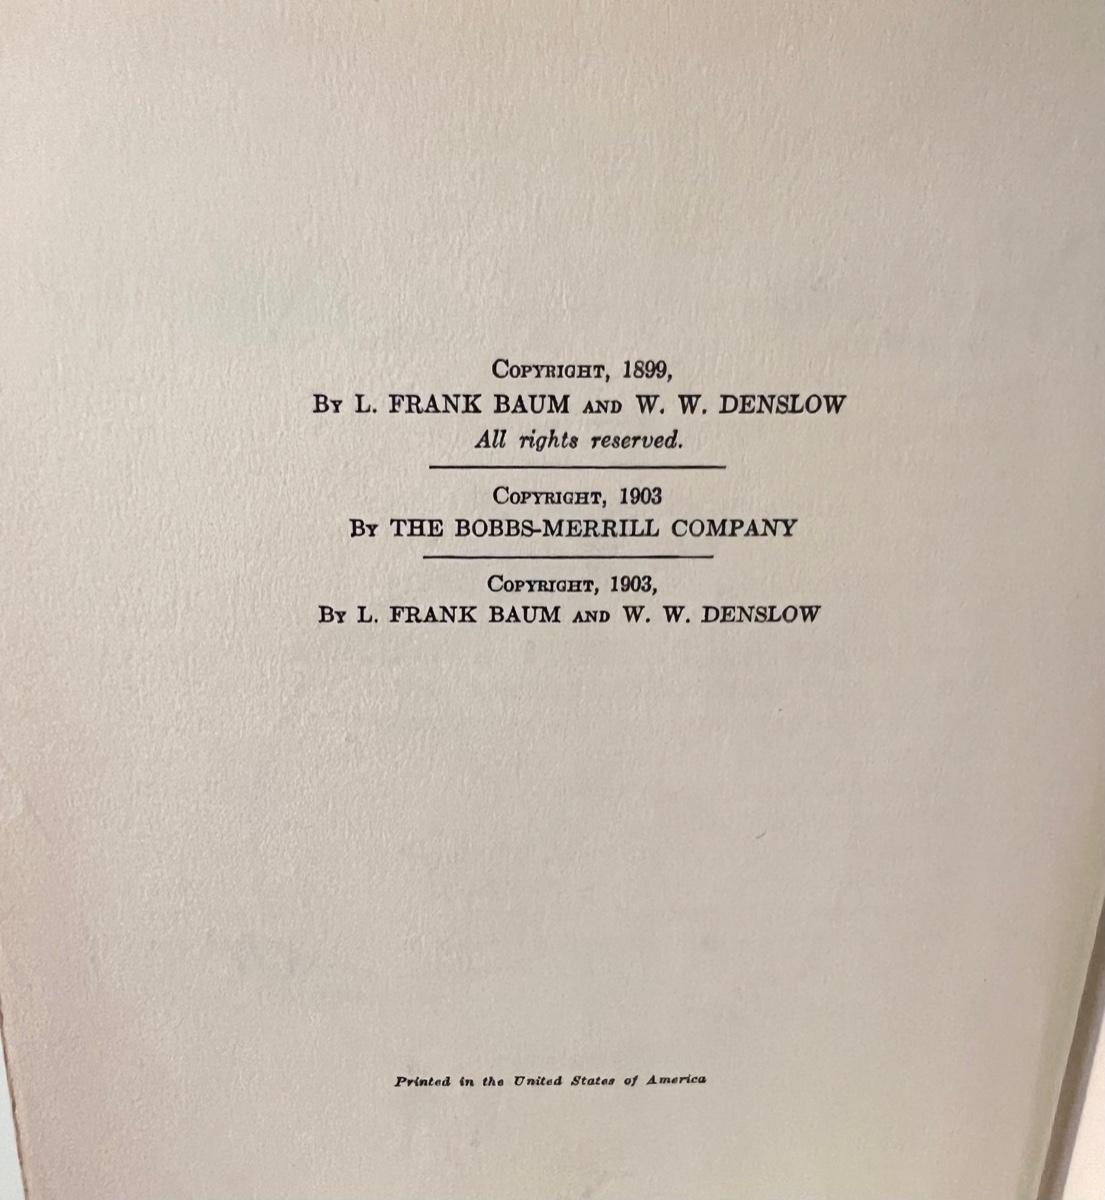 COPYRIGHT, 1899,
BY L. FRANK BAUM AND W. W. DENSLOW
All rights reserved.
COPYRIGHT, 1903
BY THE BOBBS-MERRILL COMPANY
COPYRIGHT, 1903,
BY L. FRANK BAUM AND W. W. DENSLOW
Printed in the United States of America